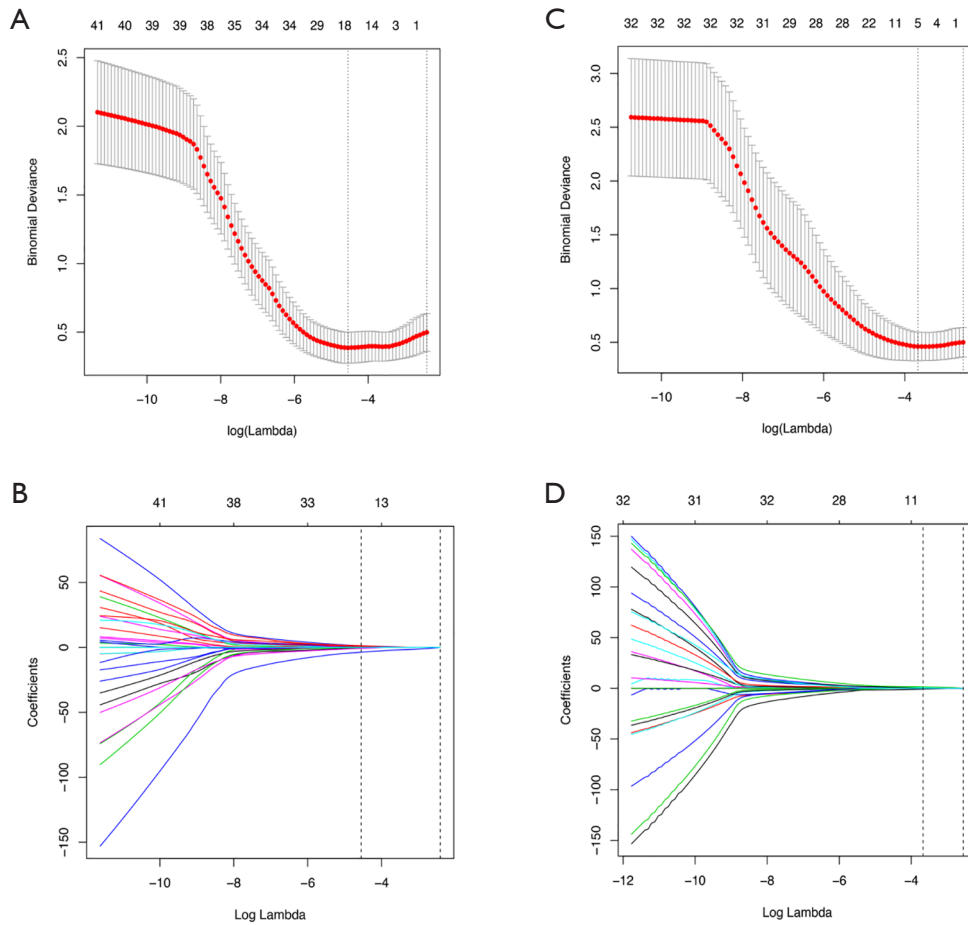 A
41 40 39 39 38 35 34 34 29 18 14 3 1
2.5
2.0
1.5
1.0
0.5
Binomial Deviance
−10 −8 −6 −4
log(Lambda)
C
32 32 32 32 32 31 29 28 28 22 11 5 4 1
3.0
2.5
2.0
1.5
1.0
0.5
Binomial Deviance
−10 −8 −6 −4
log(Lambda)
B
41 38 33 13
50
0
−50
−100
−150
Coefficients
−10 −8 −6 −4
Log Lambda
D
32 31 32 28 11
150
100
50
0
−50
−100
−150
Coefficients
−12 −10 −8 −6 −4
Log Lambda